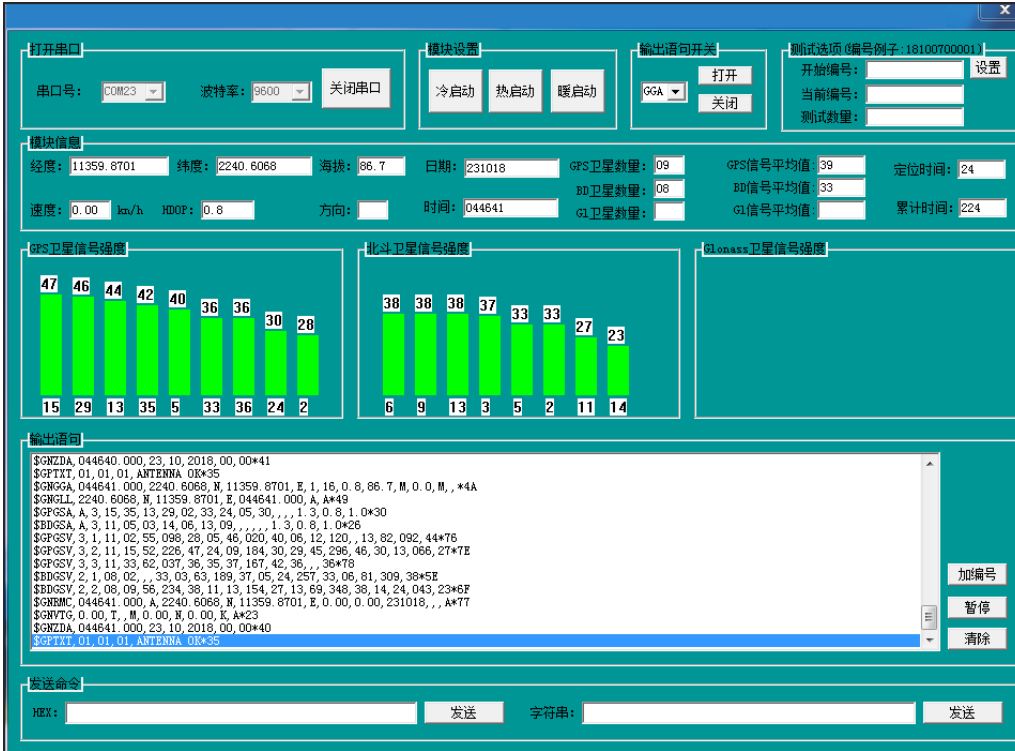 x
打开串口
串口号： COM23 波特率： 9600 关闭串口
模块设置
冷启动 热启动 暖启动
输出语句开关
GGA 打开
关闭
测试选项(编号例子:18100700001)
开始编号： 设置
当前编号：
测试数量：
模块信息
经度： 11359.8701 纬度： 2240.6068 海拔： 86.7 日期： 231018 GPS卫星数量： 09 GPS信号平均值： 39 定位时间： 24
BD卫星数量： 08 BD信号平均值： 33
速度： 0.00 km/h HDOP： 0.8 方向： 时间： 044641 Gl卫星数量： Gl信号平均值： 累计时间： 224
GPS卫星信号强度
47 46 44 42 40 36 36 30 28
15 29 13 35 5 33 36 24 2
北斗卫星信号强度
38 38 38 37 33 33 27 23
6 9 13 3 5 2 11 14
Glonass卫星信号强度
输出语句
$GNZDA,044640.000,23,10,2018,00,00*41
$GPTXT,01,01,01,ANTENNA OK*35
$GNGGA,044641.000,2240.6068,N,11359.8701,E,1,16,0.8,86.7,M,0.0,M,,*4A
$GNGLL,2240.6068,N,11359.8701,E,044641.000,A,A*49
$GPGSA,A,3,15,35,13,29,02,33,24,05,30,,,,1.3,0.8,1.0*30
$BDGSA,A,3,11,05,03,14,06,13,09,,,,,,1.3,0.8,1.0*26
$GPGSV,3,1,11,02,55,098,28,05,46,020,40,06,12,120,,13,82,092,44*76
$GPGSV,3,2,11,15,52,226,47,24,09,184,30,29,45,296,46,30,13,066,27*7E
$GPGSV,3,3,11,33,62,037,36,35,37,167,42,36,,,36*78
$BDGSV,2,1,08,02,,,33,03,63,189,37,05,24,257,33,06,81,309,38*5E
$BDGSV,2,2,08,09,56,234,38,11,13,154,27,13,69,348,38,14,24,043,23*6F
$GNRMC,044641.000,A,2240.6068,N,11359.8701,E,0.00,0.00,231018,,,A*77
$GNVTG,0.00,T,,M,0.00,N,0.00,K,A*23
$GNZDA,044641.000,23,10,2018,00,00*40
$GPTXT,01,01,01,ANTENNA OK*35
加编号
暂停
清除
发送命令
HEX： 发送 字符串： 发送